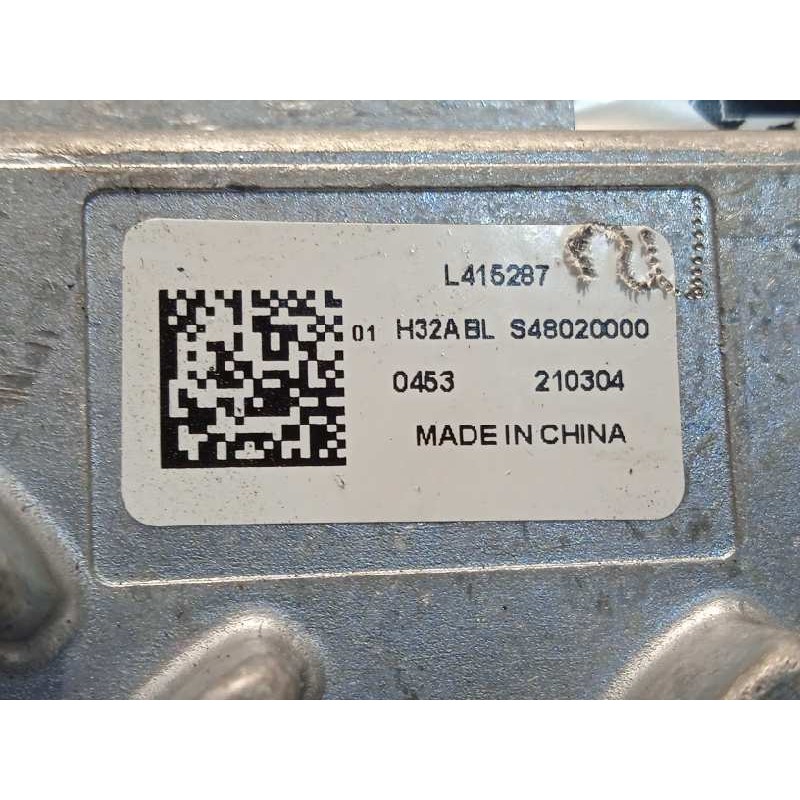 L415287
01 H32ABL S48020000
0453 210304
MADE IN CHINA